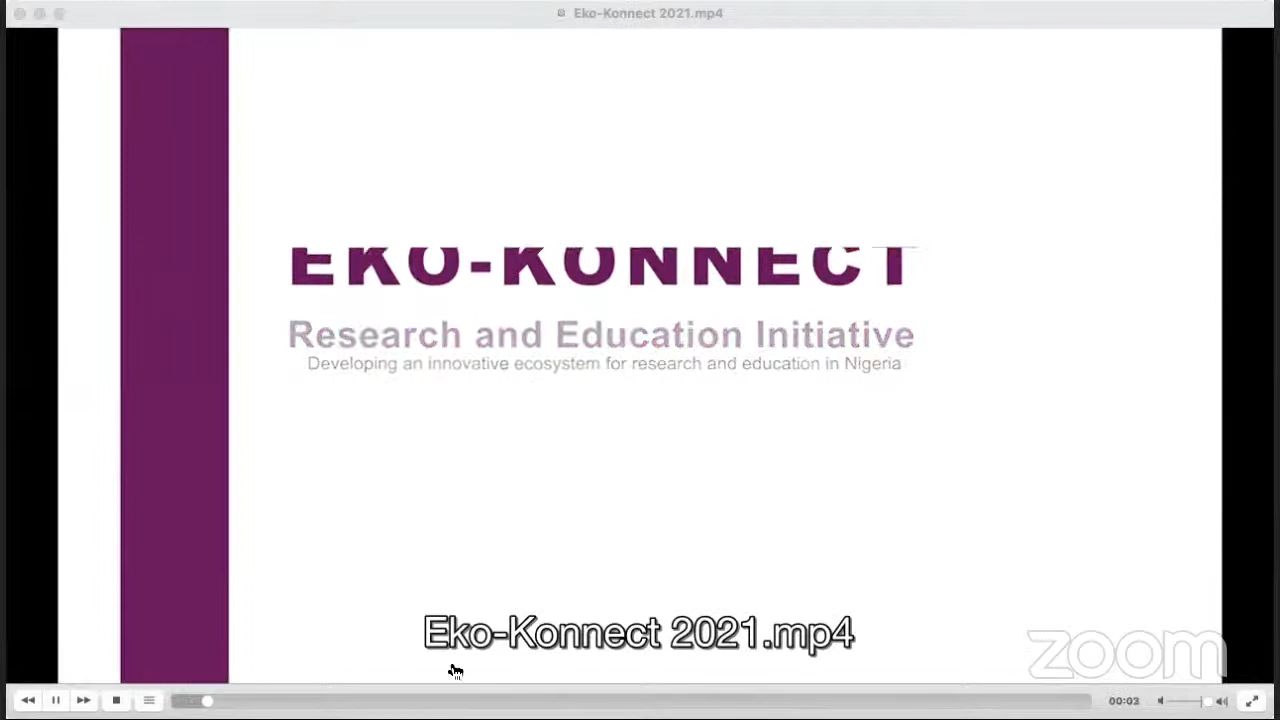 Eko-Konnect 2021.mp4
EKO-KONNECT
Research and Education Initiative
Developing an innovative ecosystem for research and education in Nigeria
Eko-Konnect 2021.mp4
zoom
00:03